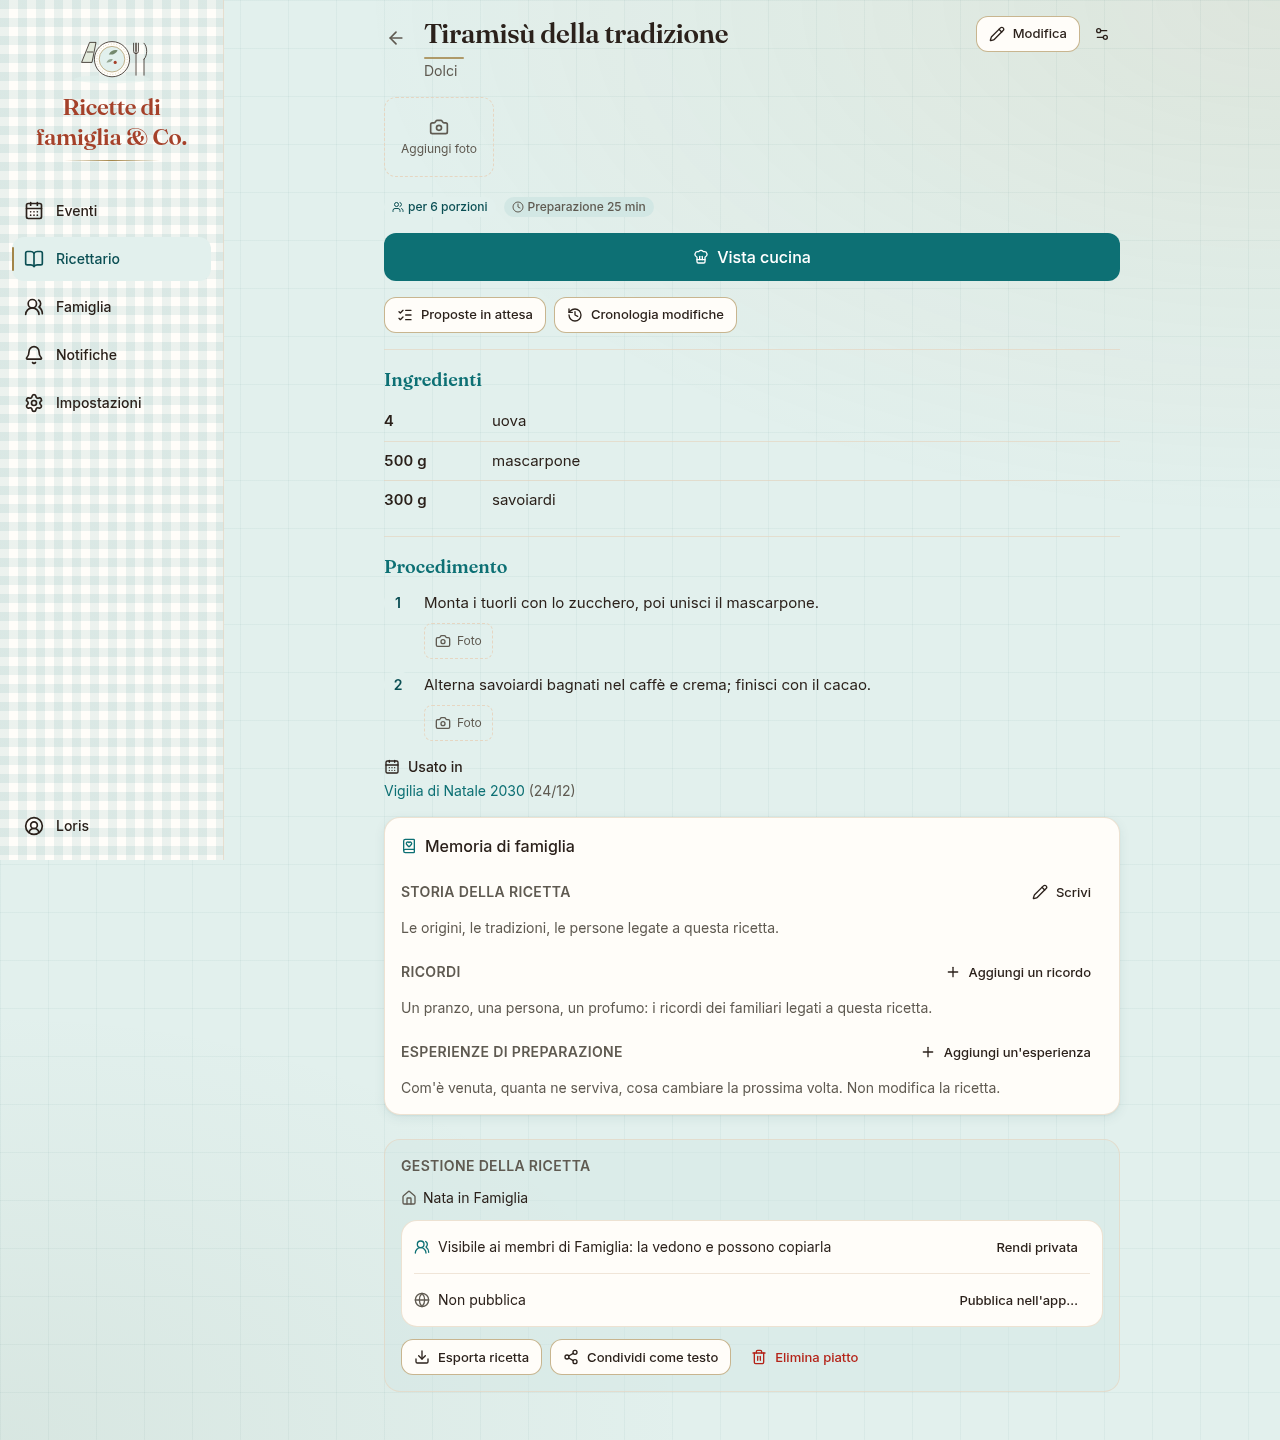 Ricette di
famiglia & Co.
Eventi
Ricettario
Famiglia
Notifiche
Impostazioni
Loris
Tiramisù della tradizione
Dolci
Modifica
Aggiungi foto
per 6 porzioni
Preparazione 25 min
Vista cucina
Proposte in attesa
Cronologia modifiche
Ingredienti
4 uova
500 g mascarpone
300 g savoiardi
Procedimento
1 Monta i tuorli con lo zucchero, poi unisci il mascarpone.
Foto
2 Alterna savoiardi bagnati nel caffè e crema; finisci con il cacao.
Foto
Usato in
Vigilia di Natale 2030 (24/12)
Memoria di famiglia
STORIA DELLA RICETTA
Scrivi
Le origini, le tradizioni, le persone legate a questa ricetta.
RICORDI
Aggiungi un ricordo
Un pranzo, una persona, un profumo: i ricordi dei familiari legati a questa ricetta.
ESPERIENZE DI PREPARAZIONE
Aggiungi un'esperienza
Com'è venuta, quanta ne serviva, cosa cambiare la prossima volta. Non modifica la ricetta.
GESTIONE DELLA RICETTA
Nata in Famiglia
Visibile ai membri di Famiglia: la vedono e possono copiarla
Rendi privata
Non pubblica
Pubblica nell'app…
Esporta ricetta
Condividi come testo
Elimina piatto